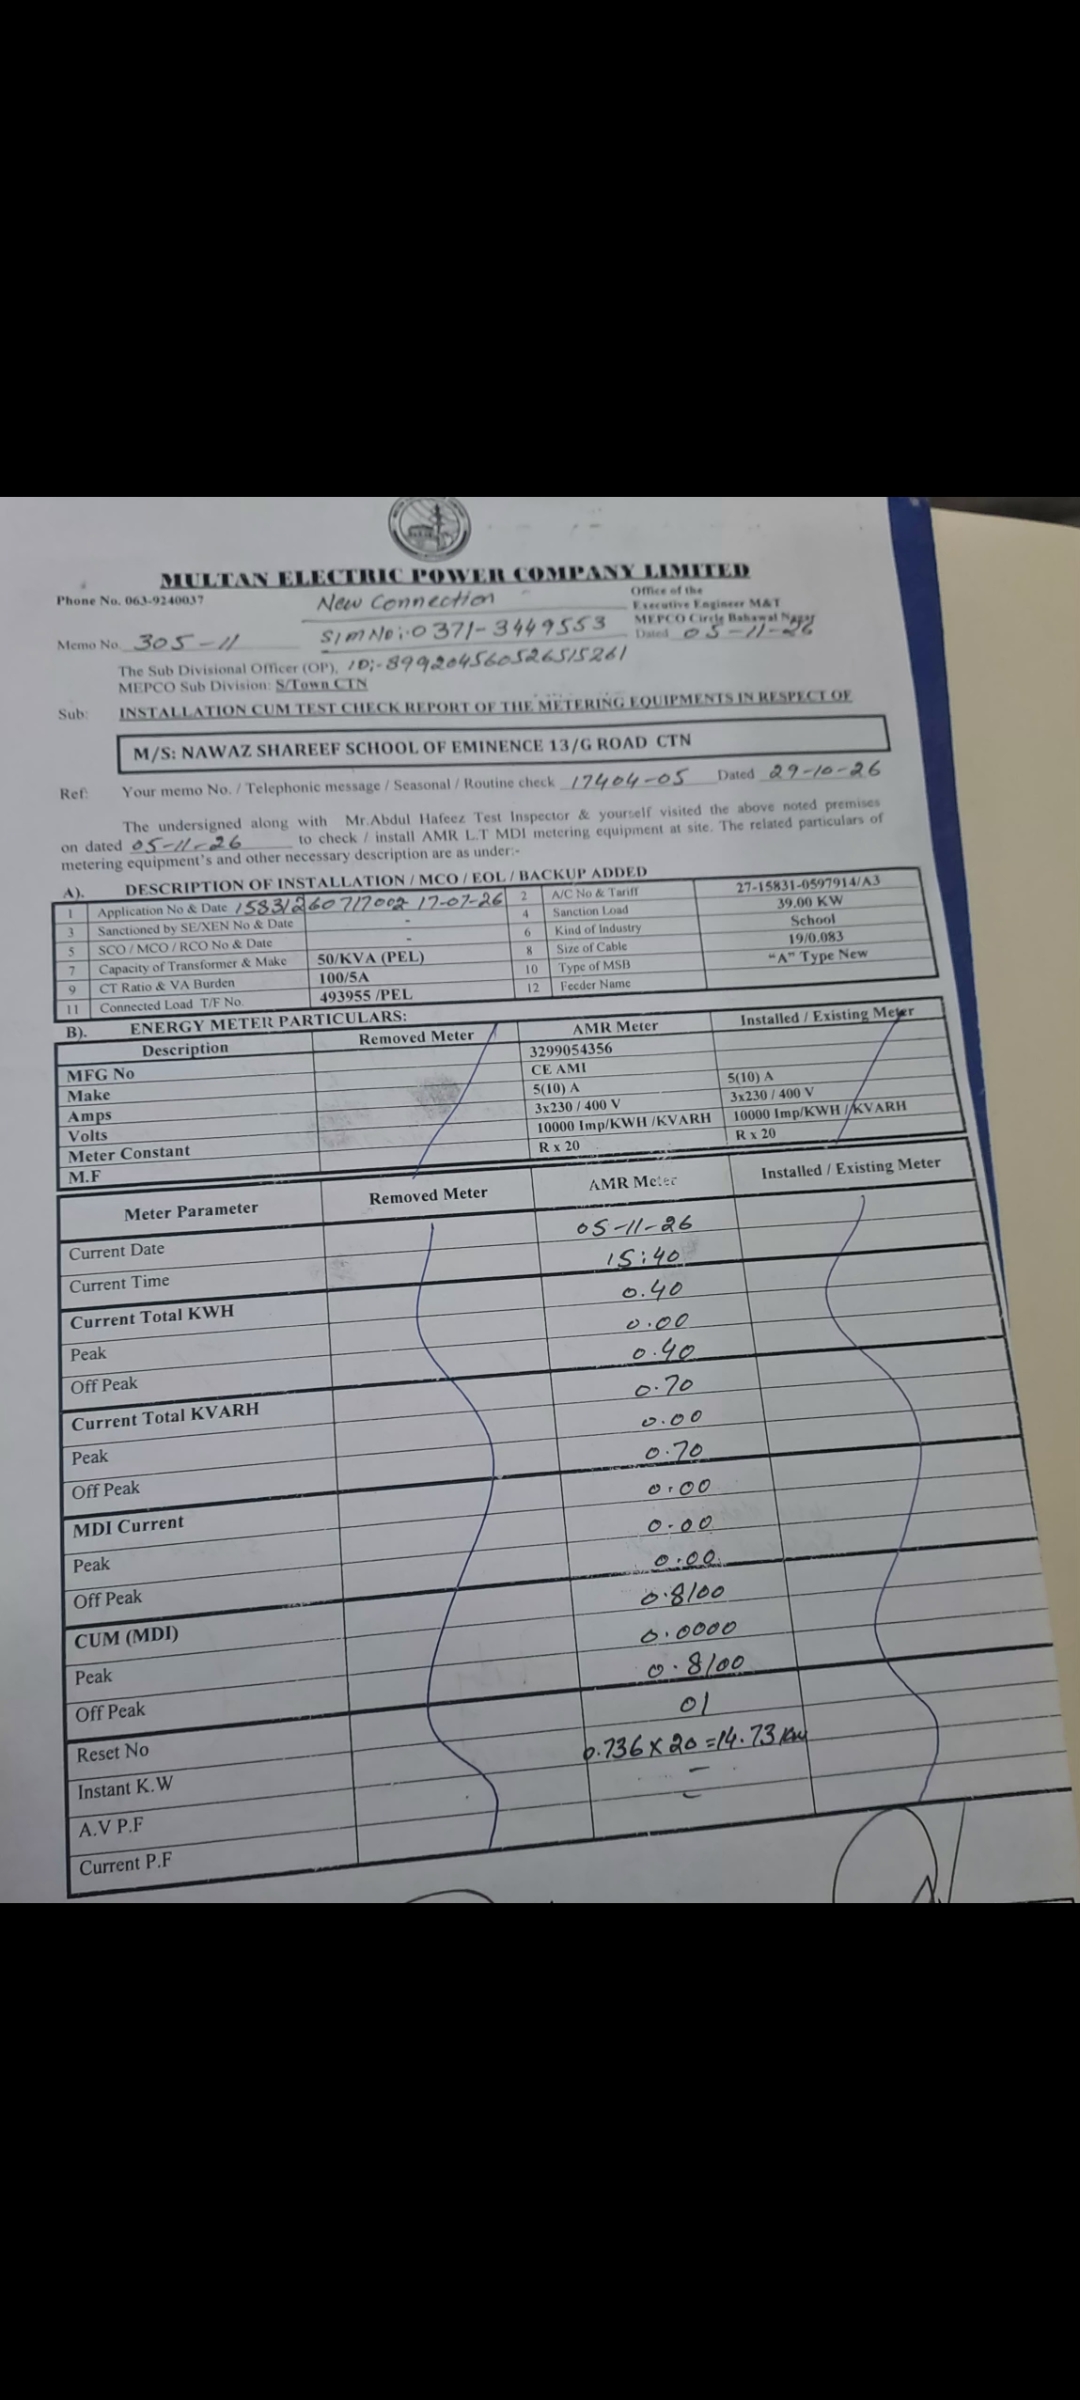 MULTAN ELECTRIC POWER COMPANY LIMITED
Phone No. 063-9240037
New Connection
Office of the
Executive Engineer M&T
MEPCO Circle Bahawal Nagar
Memo No 305-11
SIM No:-0371-3449553
Dated 05-11-26
The Sub Divisional Officer (OP), ID:-899204560526515261
MEPCO Sub Division: S/Town CTN
Sub: INSTALLATION CUM TEST CHECK REPORT OF THE METERING EQUIPMENTS IN RESPECT OF
M/S: NAWAZ SHAREEF SCHOOL OF EMINENCE 13/G ROAD CTN
Ref: Your memo No. / Telephonic message / Seasonal / Routine check 17404-05 Dated 29-10-26
The undersigned along with Mr.Abdul Hafeez Test Inspector & yourself visited the above noted premises
on dated 05-11-26 to check / install AMR L.T MDI metering equipment at site. The related particulars of
metering equipment's and other necessary description are as under:-
A). DESCRIPTION OF INSTALLATION / MCO / EOL / BACKUP ADDED
1 Application No & Date 15831260717002 17-07-26 2 A/C No & Tariff 27-15831-0597914/A3
3 Sanctioned by SE/XEN No & Date - 4 Sanction Load 39.00 KW
5 SCO / MCO / RCO No & Date - 6 Kind of Industry School
7 Capacity of Transformer & Make 50/KVA (PEL) 8 Size of Cable 19/0.083
9 CT Ratio & VA Burden 100/5A 10 Type of MSB "A" Type New
11 Connected Load T/F No. 493955 /PEL 12 Feeder Name
B). ENERGY METER PARTICULARS:
Description Removed Meter AMR Meter Installed / Existing Meter
MFG No 3299054356
Make CE AMI
Amps 5(10) A 5(10) A
Volts 3x230 / 400 V 3x230 / 400 V
Meter Constant 10000 Imp/KWH /KVARH 10000 Imp/KWH /KVARH
M.F R x 20 R x 20
Meter Parameter Removed Meter AMR Meter Installed / Existing Meter
Current Date 05-11-26
Current Time 15:40
Current Total KWH 0.40
Peak 0.00
Off Peak 0.40
Current Total KVARH 0.70
Peak 0.00
Off Peak 0.70
MDI Current 0.00
Peak 0.00
Off Peak 0.00
CUM (MDI) 0.8100
Peak 0.0000
Off Peak 0.8100
Reset No 01
Instant K.W 0.736 x 20 = 14.73 Kw
A.V P.F -
Current P.F -